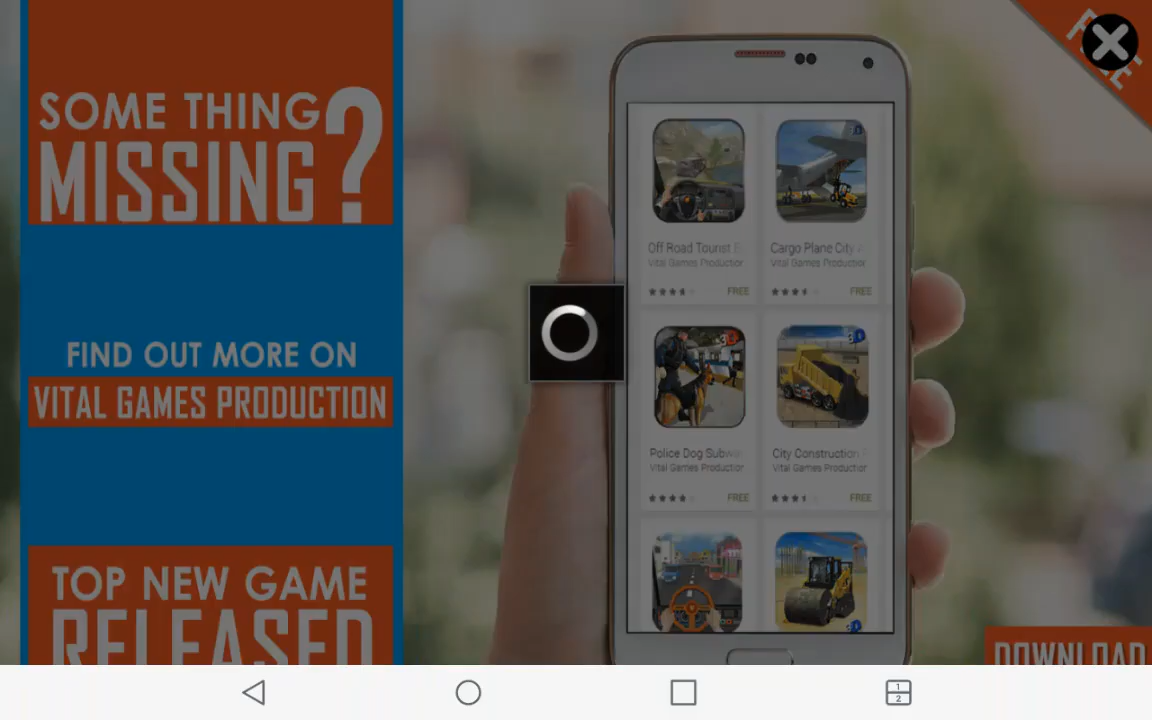 SOME THING
MISSING?
FIND OUT MORE ON
VITAL GAMES PRODUCTION
TOP NEW GAME
RELEASED
Off Road Tourist
Vital Games Production
FREE
Cargo Plane City
Vital Games Production
FREE
Police Dog Subw
Vital Games Production
FREE
City Construction
Vital Games Production
FREE
DOWNLOAD
1
2